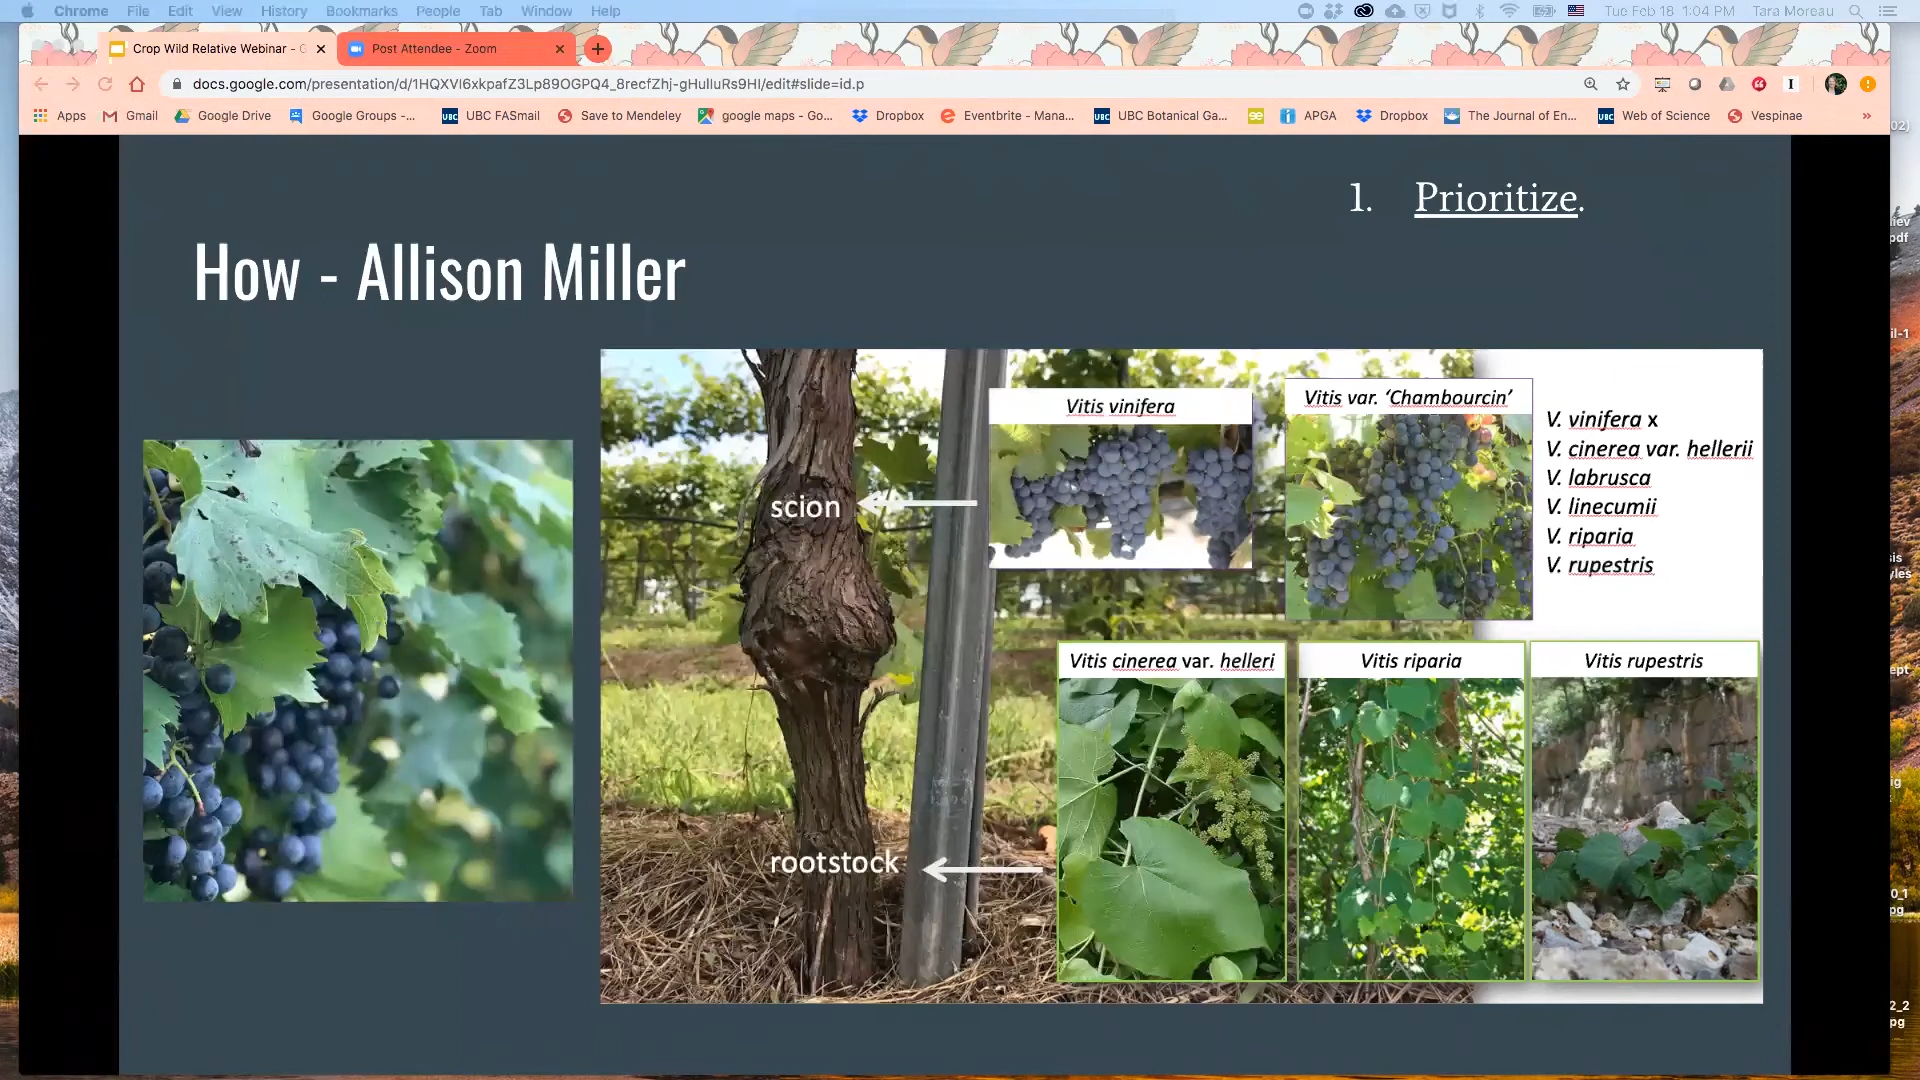 Chrome File Edit View History Bookmarks People Tab Window Help Tue Feb 18 1:04 PM Tara Moreau
Crop Wild Relative Webinar - G
Post Attendee - Zoom
docs.google.com/presentation/d/1HQXVl6xkpafZ3Lp89OGPQ4_8recfZhj-gHulluRs9HI/edit#slide=id.p
Apps Gmail Google Drive Google Groups -... UBC FASmail Save to Mendeley google maps - Go... Dropbox Eventbrite - Mana... UBC Botanical Ga... APGA Dropbox The Journal of En... Web of Science Vespinae »
1. Prioritize.
How - Allison Miller
Vitis vinifera
Vitis var. ‘Chambourcin’
V. vinifera x
V. cinerea var. hellerii
V. labrusca
V. linecumii
V. riparia
V. rupestris
scion
Vitis cinerea var. helleri
Vitis riparia
Vitis rupestris
rootstock